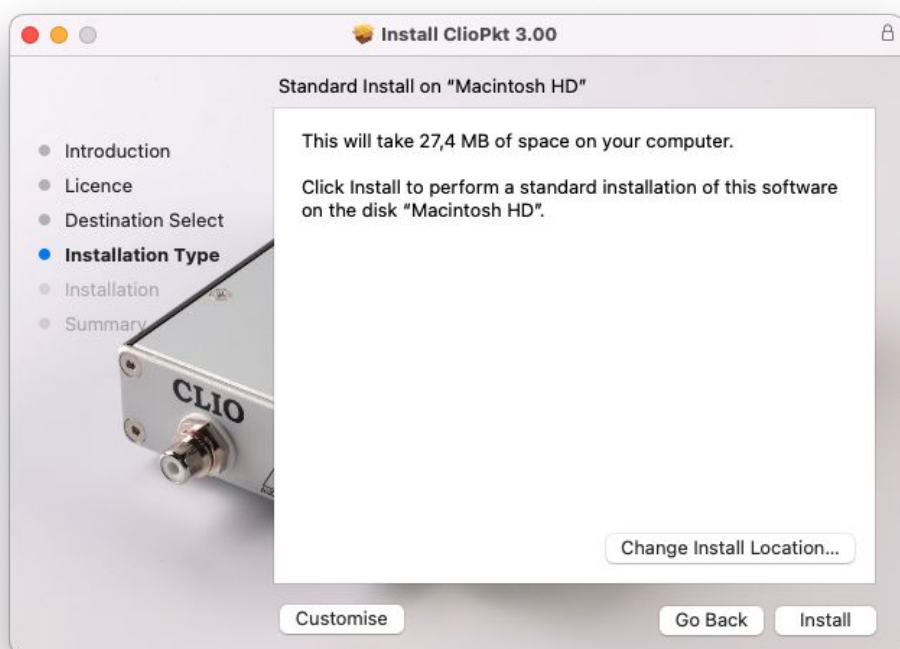 Install ClioPkt 3.00
Standard Install on “Macintosh HD”
Introduction
Licence
Destination Select
Installation Type
Installation
Summary
This will take 27,4 MB of space on your computer.
Click Install to perform a standard installation of this software
on the disk “Macintosh HD”.
CLIO
Change Install Location...
Customise
Go Back
Install